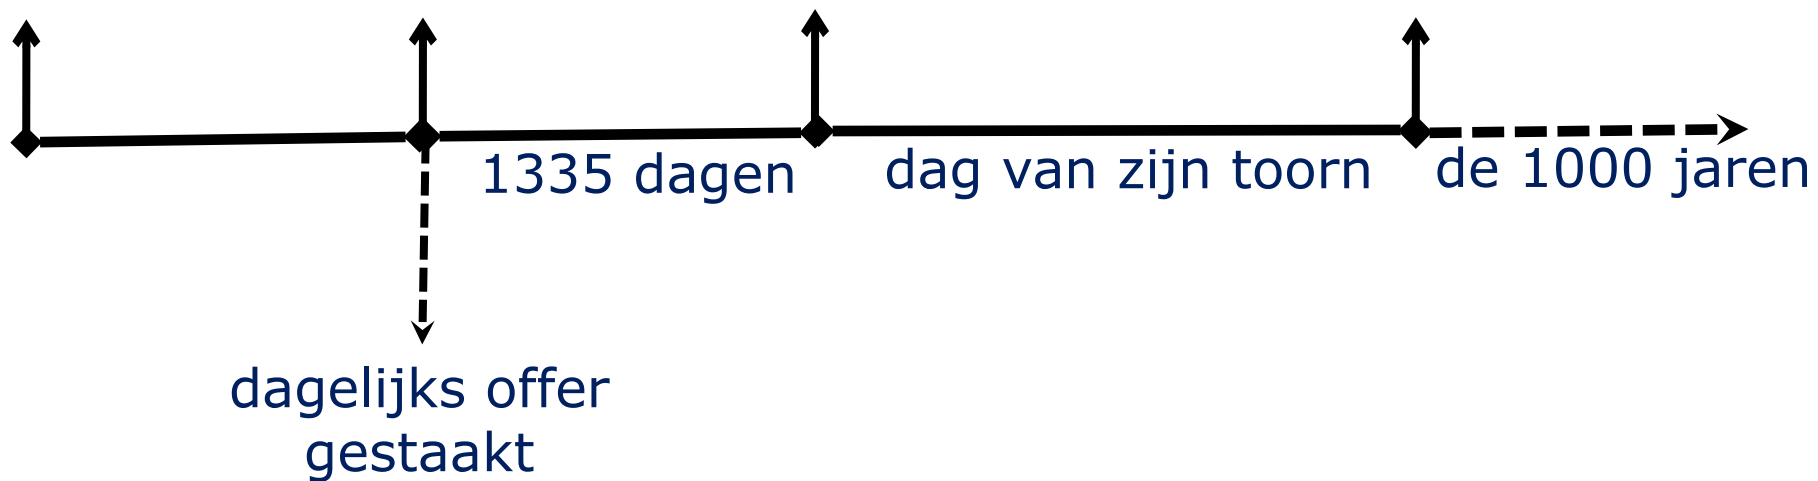 1335 dagen
dag van zijn toorn
de 1000 jaren
dagelijks offer
gestaakt